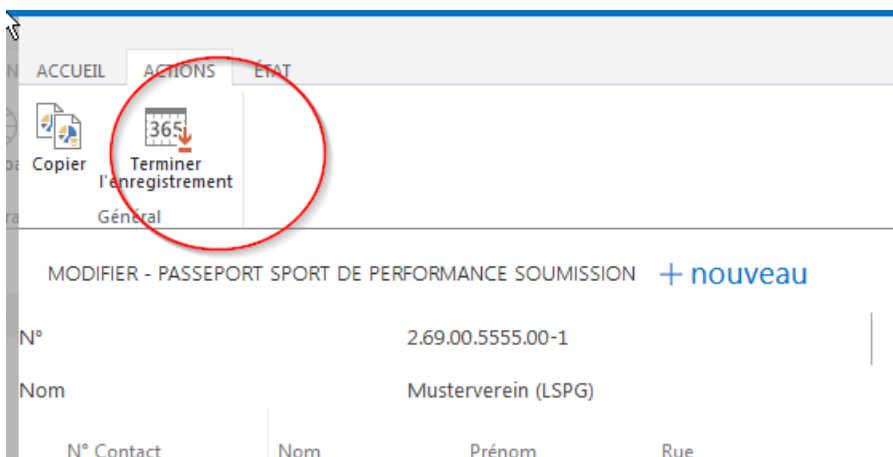 ACCUEIL ACTIONS ÉTAT
365
Copier Terminer
l'enregistrement
Général
MODIFIER - PASSEPORT SPORT DE PERFORMANCE SOUMISSION + nouveau
N° 2.69.00.5555.00-1
Nom Musterverein (LSPG)
N° Contact Nom Prénom Rue